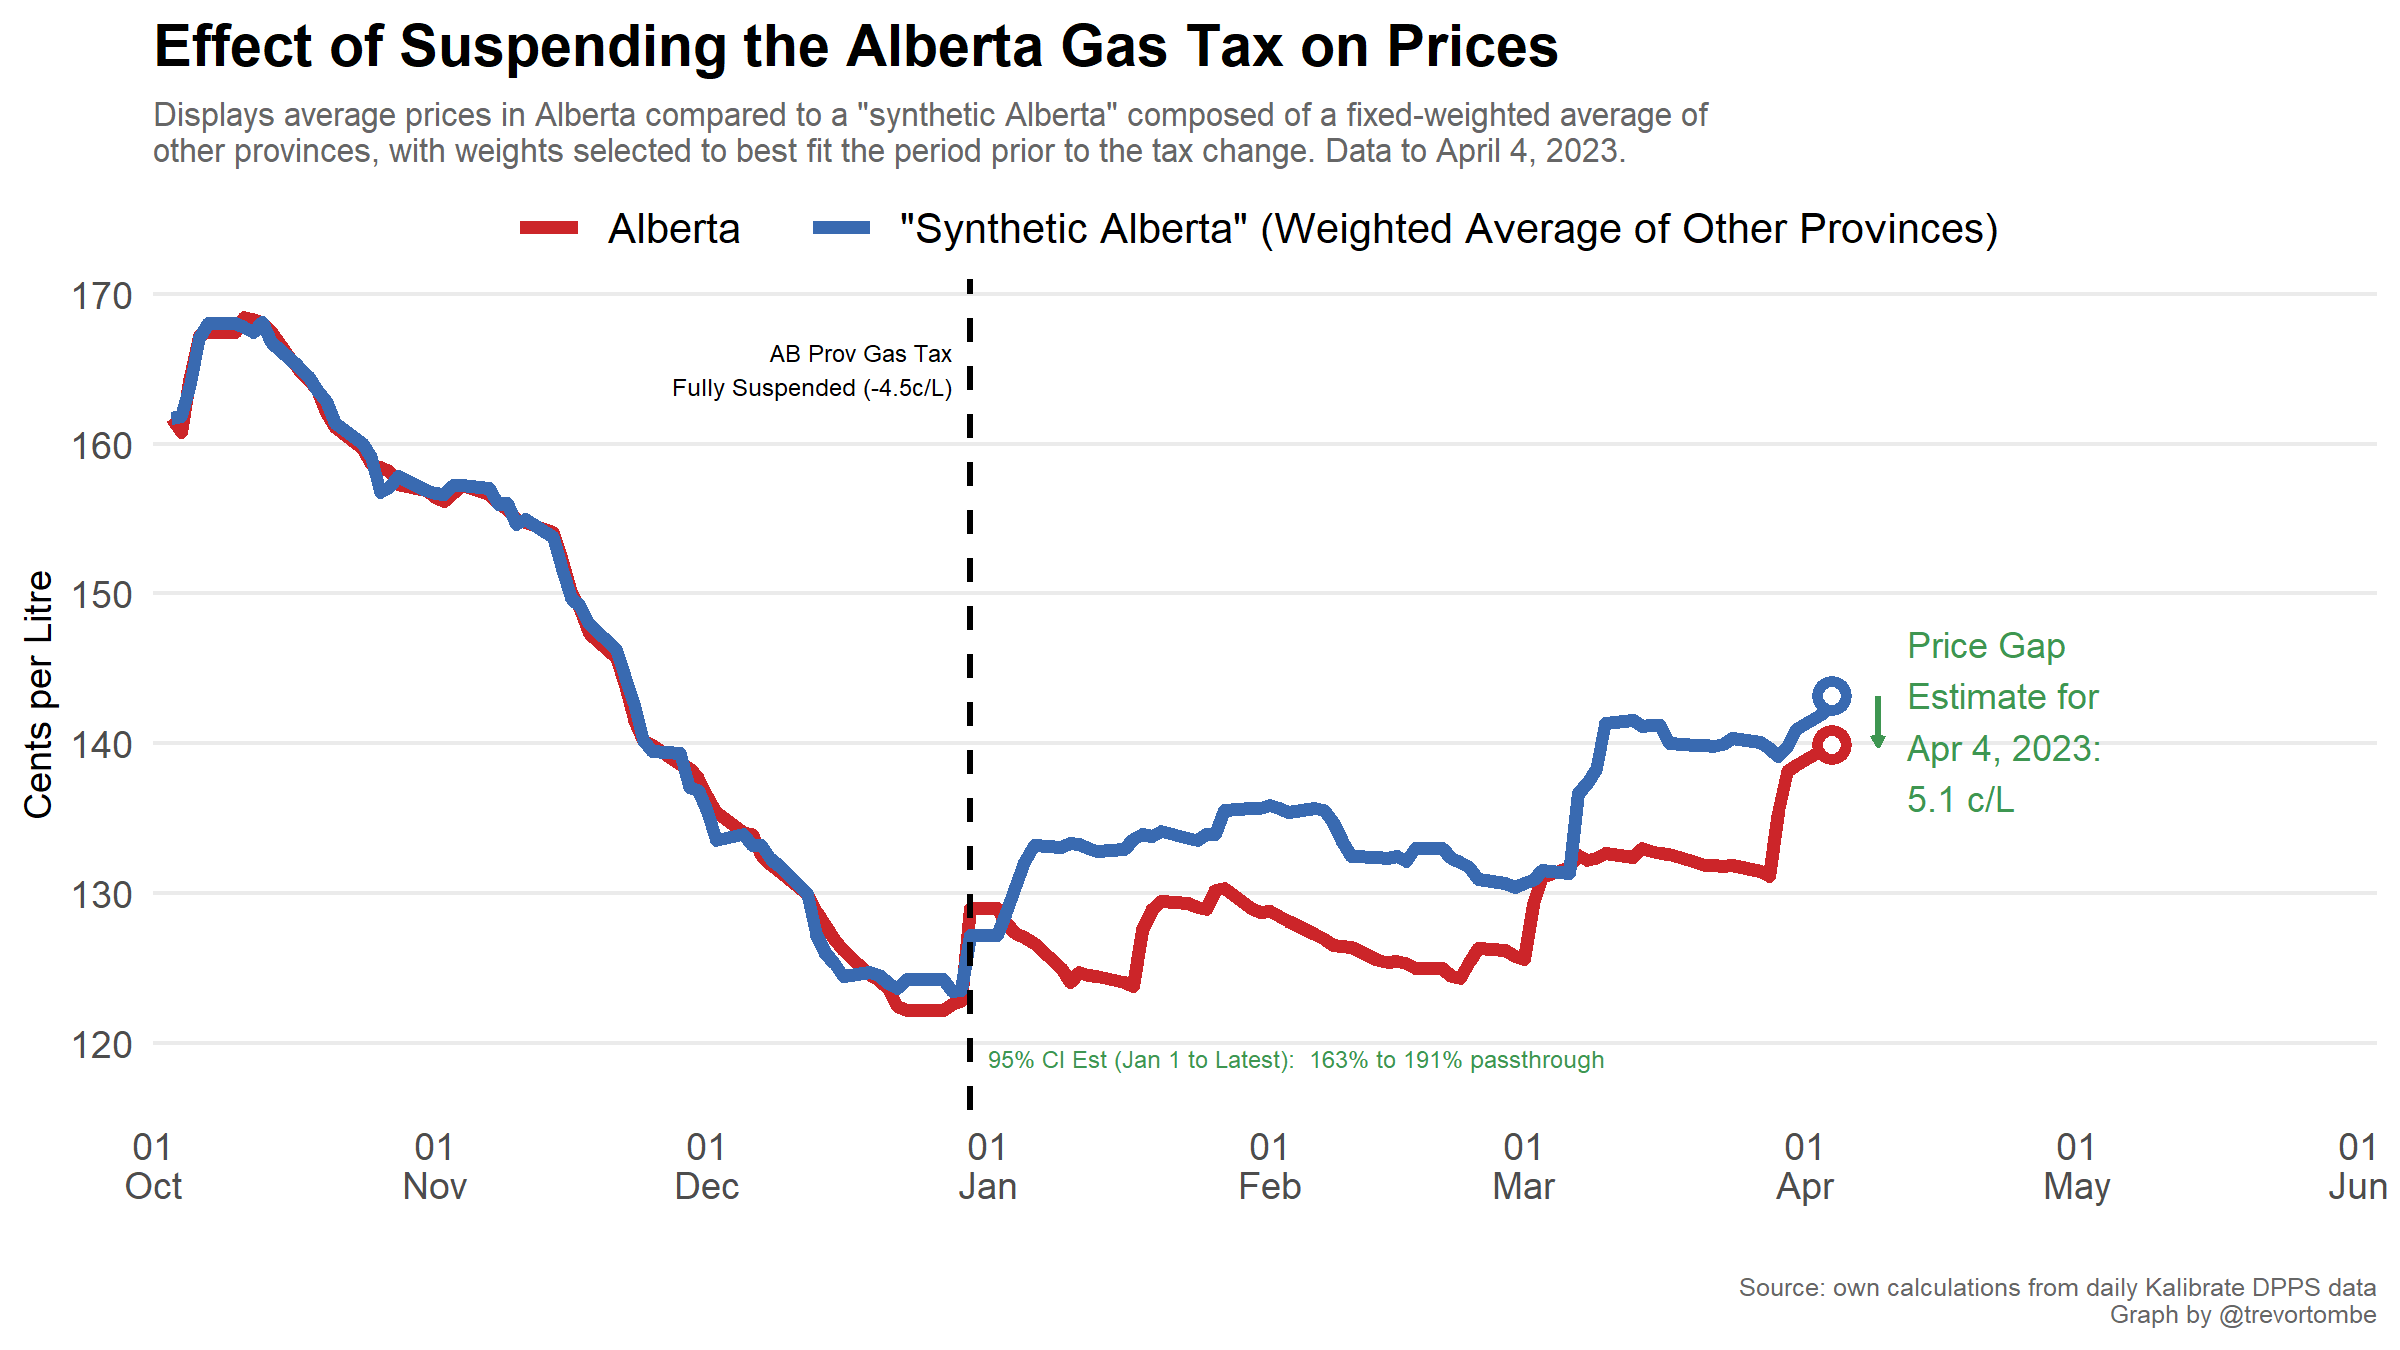 Effect of Suspending the Alberta Gas Tax on Prices
Displays average prices in Alberta compared to a "synthetic Alberta" composed of a fixed-weighted average of
other provinces, with weights selected to best fit the period prior to the tax change. Data to April 4, 2023.
Alberta
"Synthetic Alberta" (Weighted Average of Other Provinces)
Cents per Litre
170
160
150
140
130
120
AB Prov Gas Tax
Fully Suspended (-4.5c/L)
Price Gap
Estimate for
Apr 4, 2023:
5.1 c/L
95% CI Est (Jan 1 to Latest):  163% to 191% passthrough
01 Oct
01 Nov
01 Dec
01 Jan
01 Feb
01 Mar
01 Apr
01 May
01 Jun
Source: own calculations from daily Kalibrate DPPS data
Graph by @trevortombe